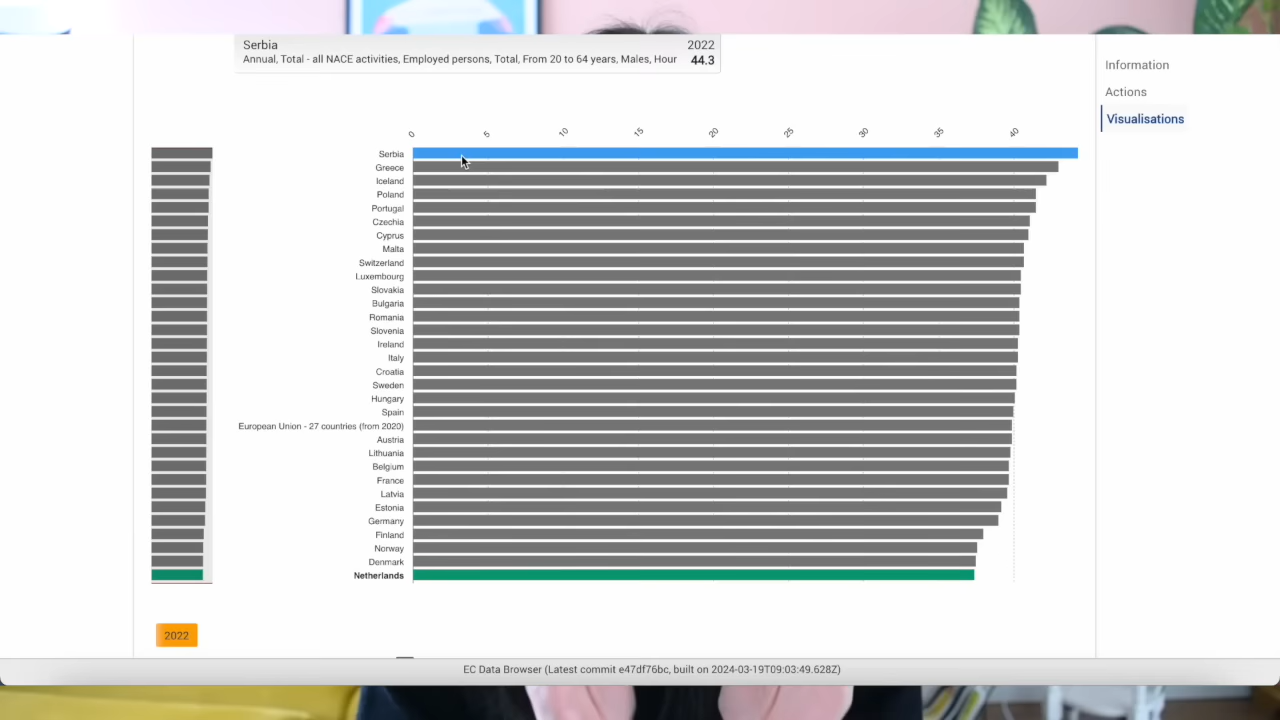 Serbia 2022
Annual, Total - all NACE activities, Employed persons, Total, From 20 to 64 years, Males, Hour 44.3
Information
Actions
Visualisations
0 5 10 15 20 25 30 35 40
Serbia
Greece
Iceland
Poland
Portugal
Czechia
Cyprus
Malta
Switzerland
Luxembourg
Slovakia
Bulgaria
Romania
Slovenia
Ireland
Italy
Croatia
Sweden
Hungary
Spain
European Union - 27 countries (from 2020)
Austria
Lithuania
Belgium
France
Latvia
Estonia
Germany
Finland
Norway
Denmark
Netherlands
2022
EC Data Browser (Latest commit e47df76bc, built on 2024-03-19T09:03:49.628Z)